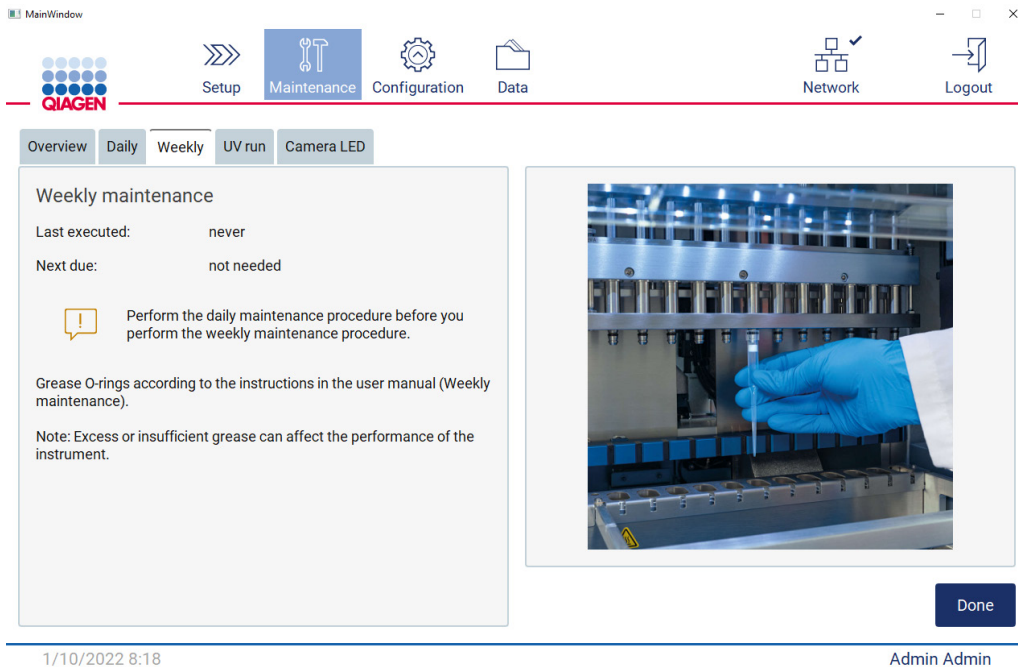 MainWindow
QIAGEN
Setup
Maintenance
Configuration
Data
Network
Logout
Overview
Daily
Weekly
UV run
Camera LED
Weekly maintenance
Last executed: never
Next due: not needed
Perform the daily maintenance procedure before you
perform the weekly maintenance procedure.
Grease O-rings according to the instructions in the user manual (Weekly
maintenance).
Note: Excess or insufficient grease can affect the performance of the
instrument.
Done
1/10/2022 8:18
Admin Admin